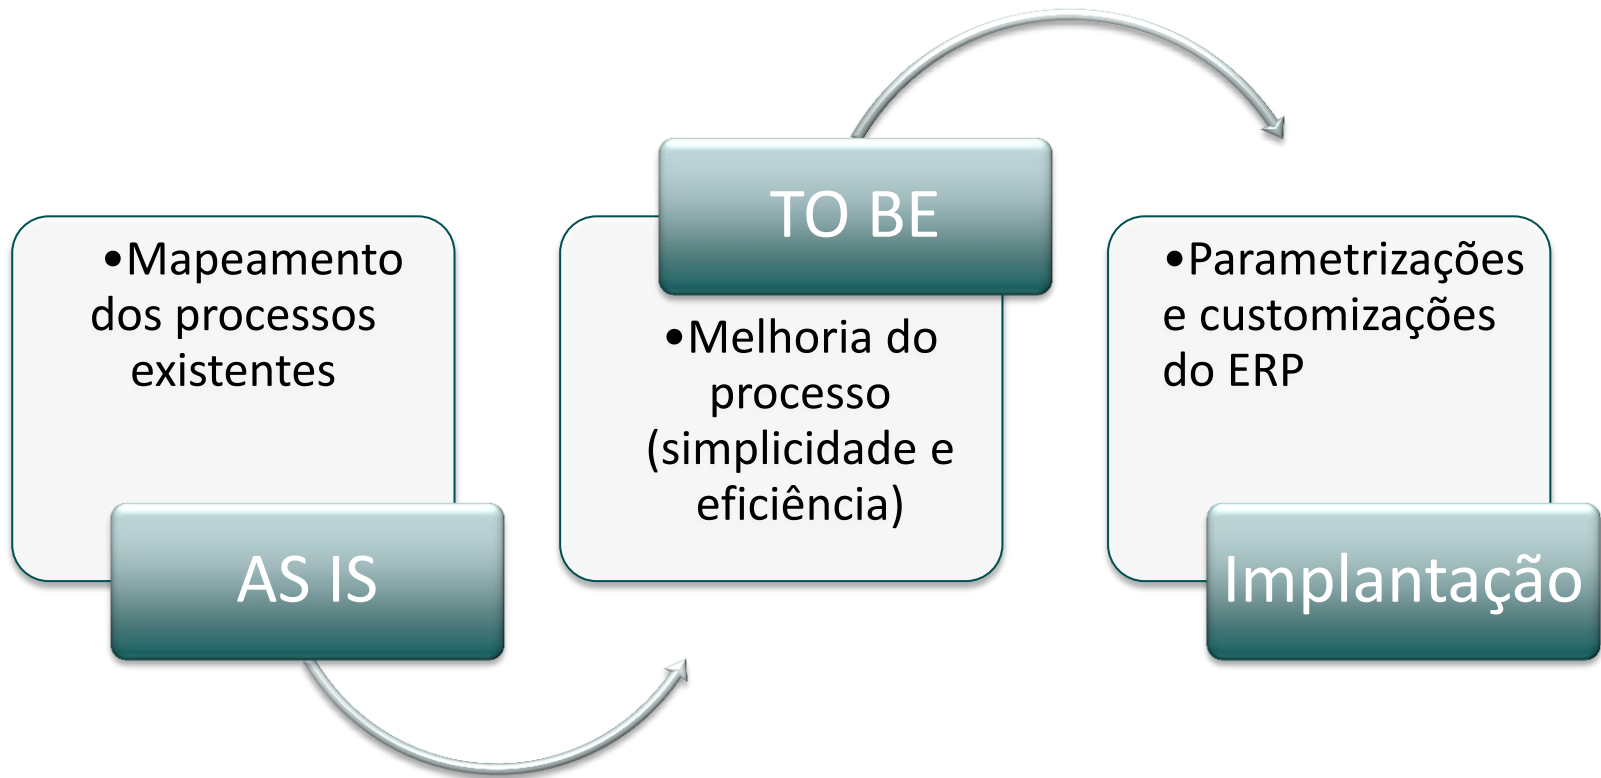 •Mapeamento
dos processos
existentes
AS IS
TO BE
•Melhoria do
processo
(simplicidade e
eficiência)
•Parametrizações
e customizações
do ERP
Implantação